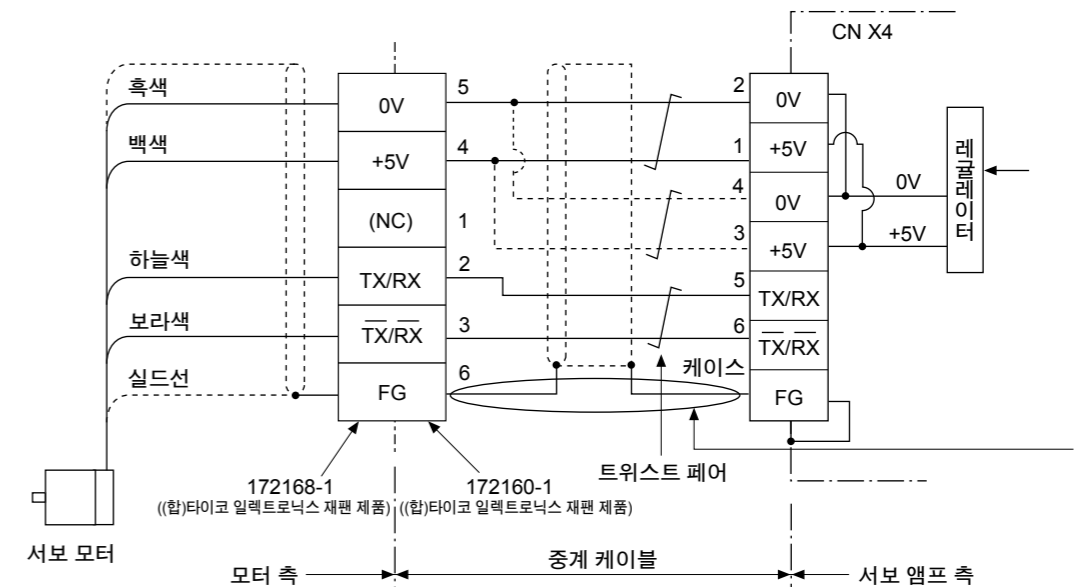 CN X4
흑색
0V
5
2
0V
백색
+5V
4
1
+5V
레귤레이터
(NC)
1
4
0V
0V
3
+5V
+5V
하늘색
TX/RX
2
5
TX/RX
보라색
TX/RX
3
6
TX/RX
케이스
실드선
FG
6
FG
트위스트 페어
172168-1
((합)타이코 일렉트로닉스 재팬 제품)
172160-1
((합)타이코 일렉트로닉스 재팬 제품)
서보 모터
모터 측
중계 케이블
서보 앰프 측